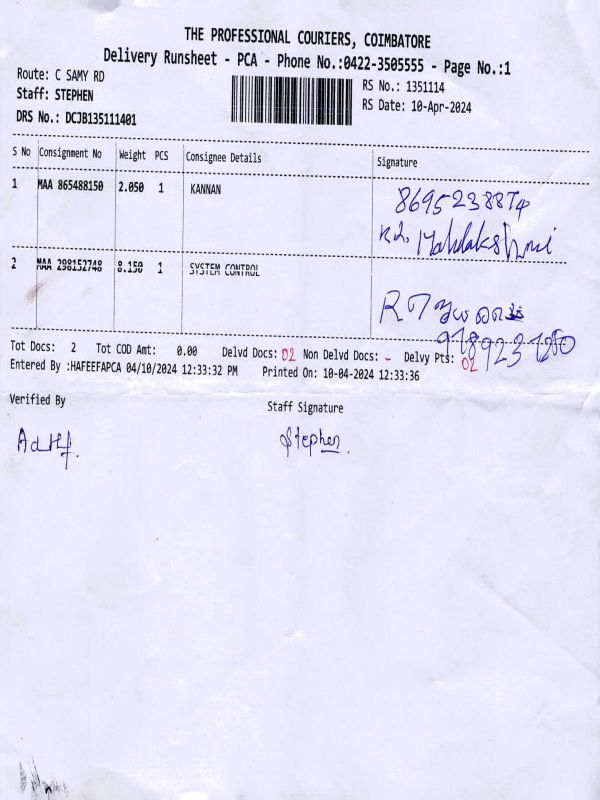 THE PROFESSIONAL COURIERS, COIMBATORE
Delivery Runsheet - PCA - Phone No.:0422-3505555 - Page No.:1
Route: C SAMY RD
RS No.: 1351114
Staff: STEPHEN
RS Date: 10-Apr-2024
DRS No.: DCJB135111401
S No Consignment No Weight PCS Consignee Details Signature
1 MAA 865488150 2.050 1 KANNAN
R.L. Mahalakshmi
2 MAA 298152748 8.150 1 SYSTEM CONTROL
Tot Docs: 2 Tot COD Amt: 0.00 Delvd Docs: 02 Non Delvd Docs: - Delvy Pts: 02
Entered By :HAFEEFAPCA 04/10/2024 12:33:32 PM Printed On: 10-04-2024 12:33:36
Verified By Staff Signature
Stephen.